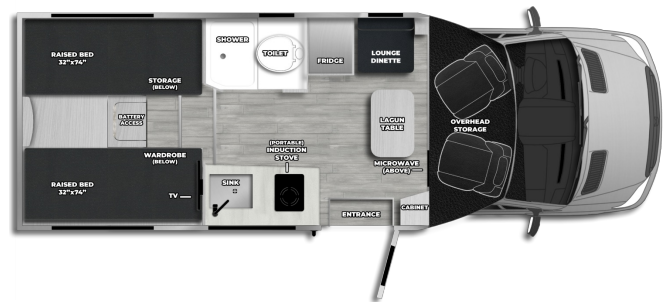 RAISED BED
32"x74"
STORAGE
(BELOW)
BATTERY
ACCESS
WARDROBE
(BELOW)
RAISED BED
32"x74"
TV
SHOWER
TOILET
FRIDGE
LOUNGE
DINETTE
(PORTABLE)
INDUCTION
STOVE
SINK
LAGUN
TABLE
MICROWAVE
(ABOVE)
ENTRANCE
CABINET
OVERHEAD
STORAGE